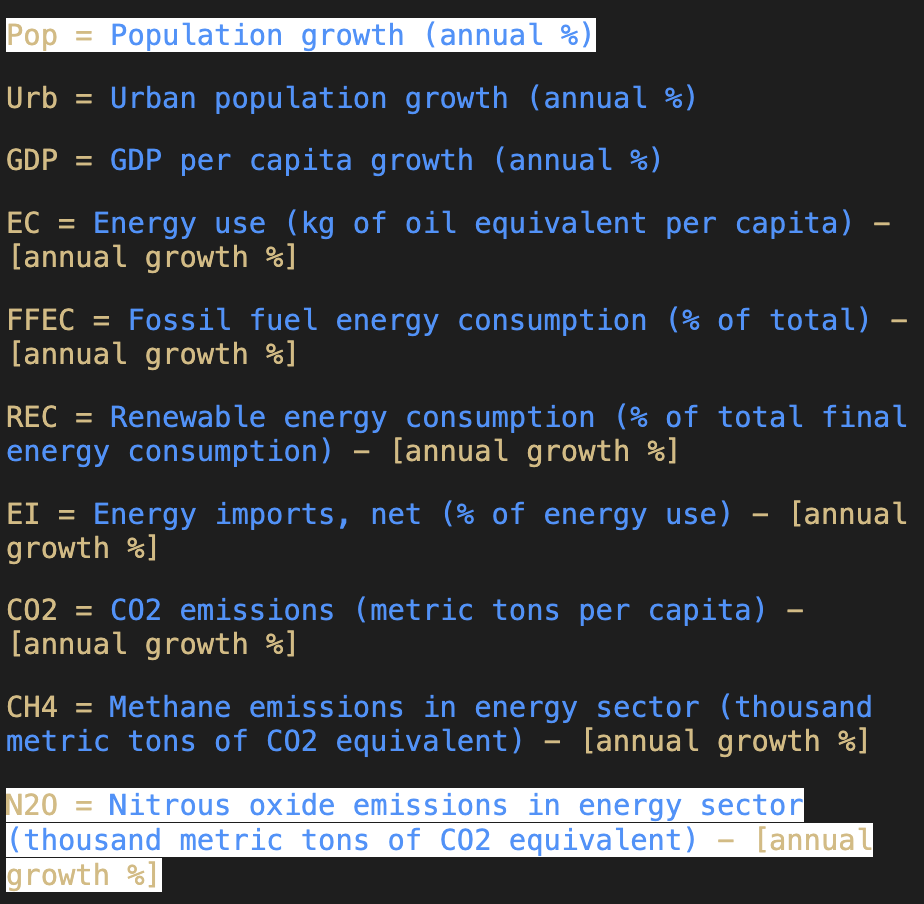 Pop = Population growth (annual %)
Urb = Urban population growth (annual %)
GDP = GDP per capita growth (annual %)
EC = Energy use (kg of oil equivalent per capita) –
[annual growth %]
FFEC = Fossil fuel energy consumption (% of total) –
[annual growth %]
REC = Renewable energy consumption (% of total final
energy consumption) – [annual growth %]
EI = Energy imports, net (% of energy use) – [annual
growth %]
CO2 = CO2 emissions (metric tons per capita) –
[annual growth %]
CH4 = Methane emissions in energy sector (thousand
metric tons of CO2 equivalent) – [annual growth %]
N2O = Nitrous oxide emissions in energy sector
(thousand metric tons of CO2 equivalent) – [annual
growth %]